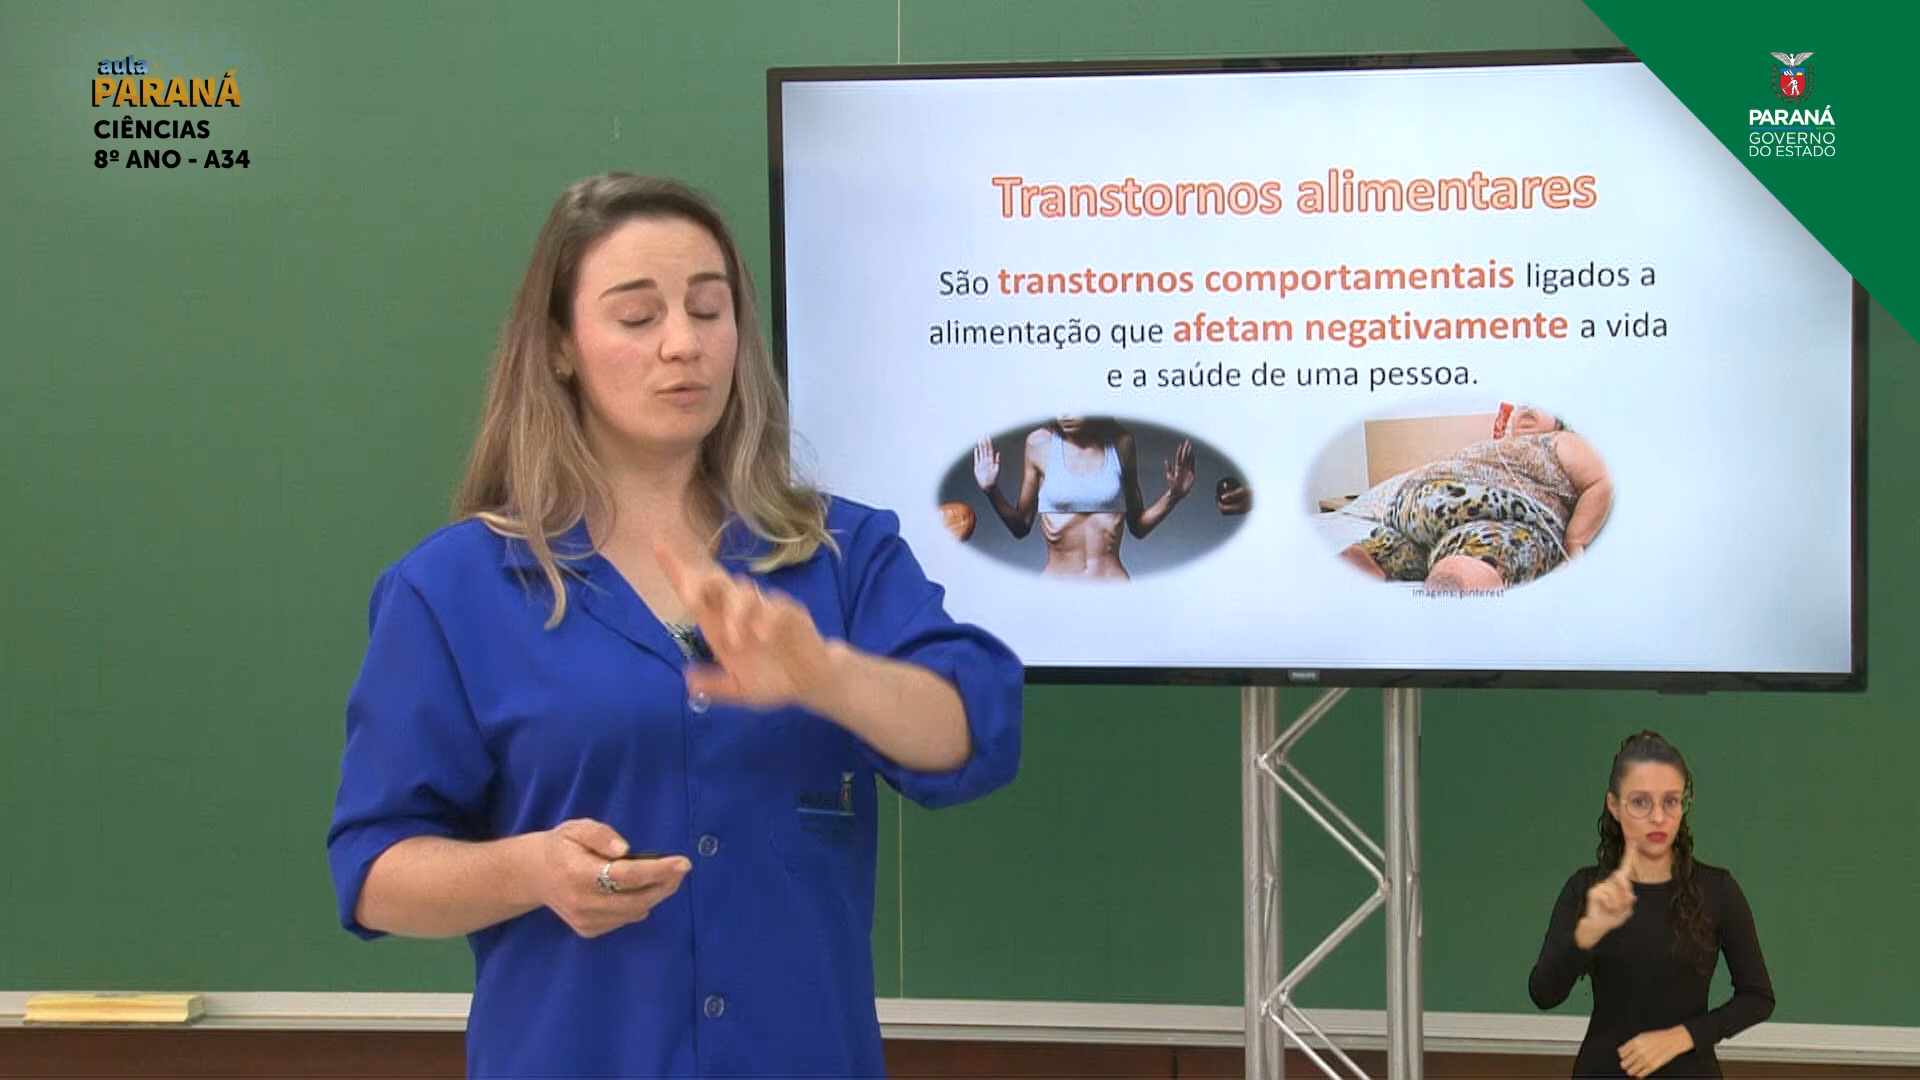 aula
PARANÁ
CIÊNCIAS
8º ANO - A34
PARANÁ
GOVERNO
DO ESTADO
Transtornos alimentares
São transtornos comportamentais ligados a
alimentação que afetam negativamente a vida
e a saúde de uma pessoa.
Imagens: pinterest
PHILIPS